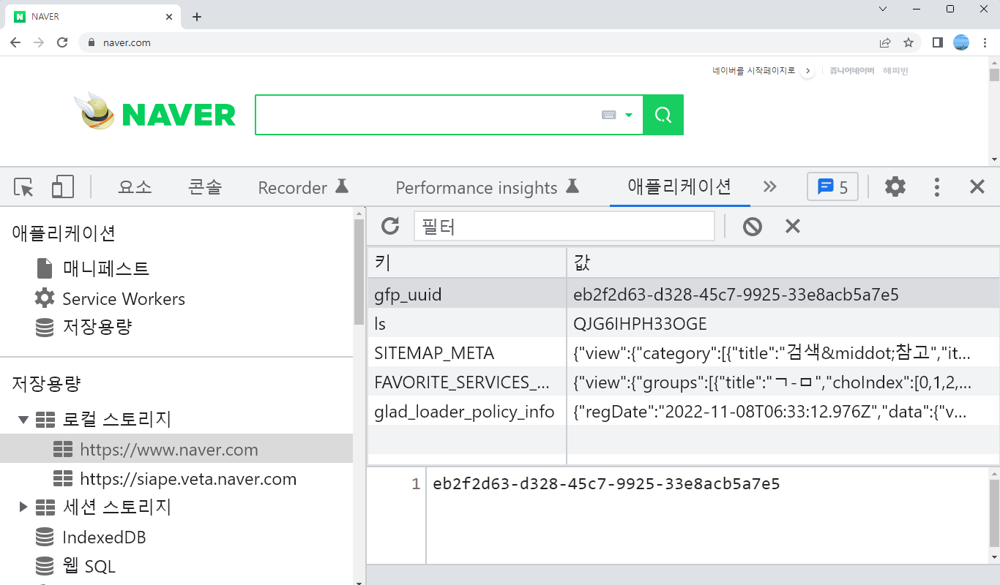 NAVER
naver.com
네이버를 시작페이지로
쥬니어네이버 해피빈
NAVER
요소 콘솔 Recorder Performance insights 애플리케이션 5
애플리케이션
매니페스트
Service Workers
저장용량
저장용량
로컬 스토리지
https://www.naver.com
https://siape.veta.naver.com
세션 스토리지
IndexedDB
웹 SQL
필터
키 값
gfp_uuid eb2f2d63-d328-45c7-9925-33e8acb5a7e5
ls QJG6IHPH33OGE
SITEMAP_META {"view":{"category":[{"title":"검색&middot;참고","it...
FAVORITE_SERVICES_... {"view":{"groups":[{"title":"ㄱ-ㅁ","choIndex":[0,1,2,...
glad_loader_policy_info {"regDate":"2022-11-08T06:33:12.976Z","data":{"v...
1 eb2f2d63-d328-45c7-9925-33e8acb5a7e5